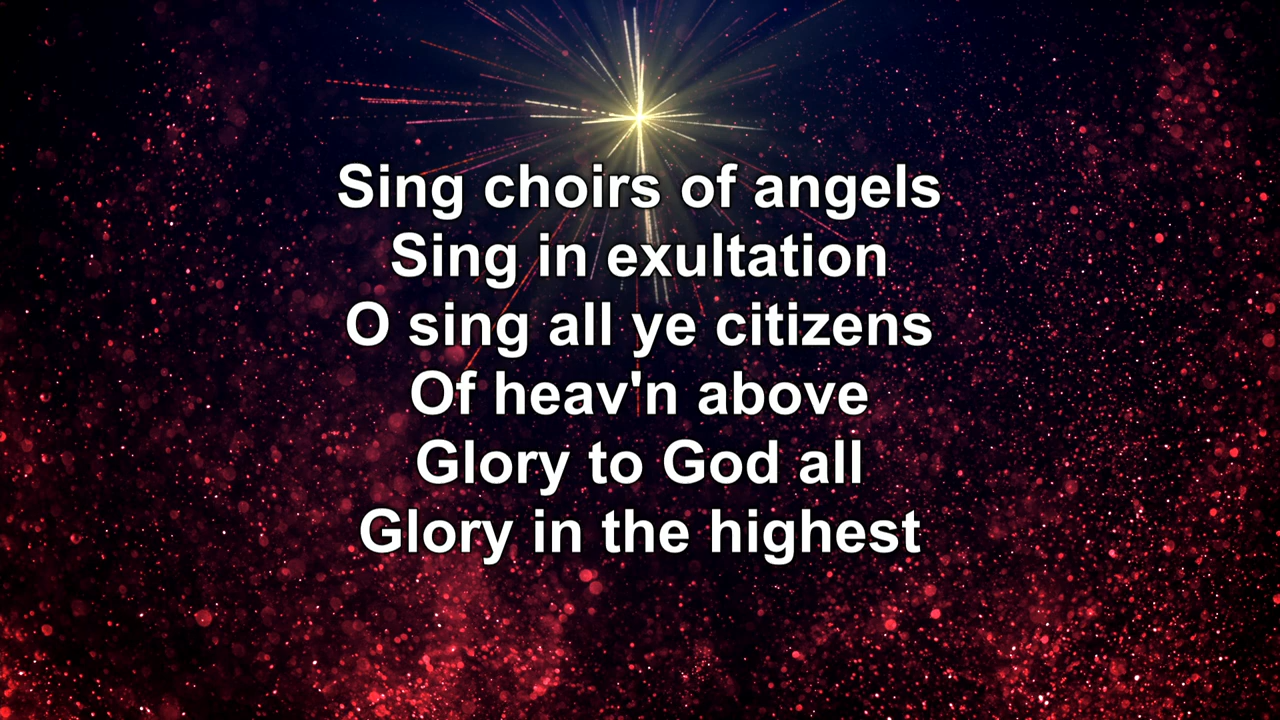 Sing choirs of angels
Sing in exultation
O sing all ye citizens
Of heav'n above
Glory to God all
Glory in the highest